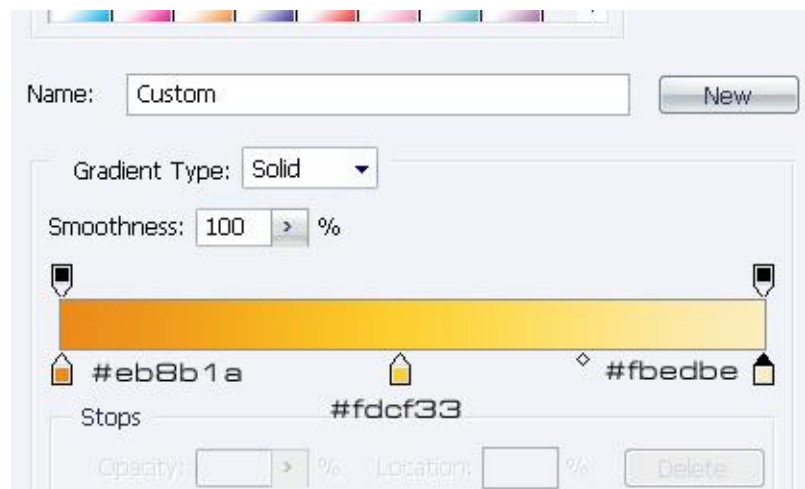 Name: Custom New
Gradient Type: Solid
Smoothness: 100 %
#eb8b1a #fbedbe
#fdcf33
Stops
Opacity: % Location: % Delete